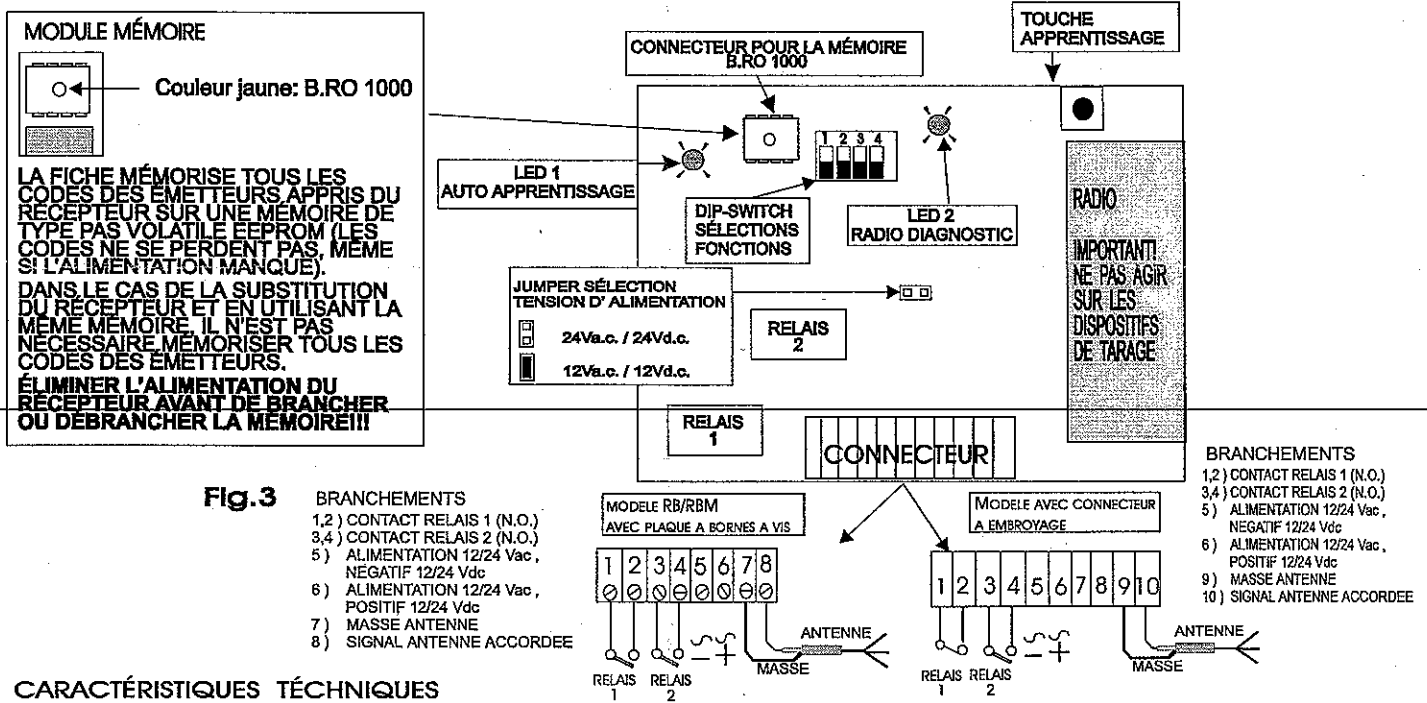 MODULE MÉMOIRE
Couleur jaune: B.RO 1000
LA FICHE MÉMORISE TOUS LES
CODES DES ÉMETTEURS APPRIS DU
RÉCEPTEUR SUR UNE MÉMOIRE DE
TYPE PAS VOLATILE EEPROM (LES
CODES NE SE PERDENT PAS, MÊME
SI L'ALIMENTATION MANQUE).
DANS LE CAS DE LA SUBSTITUTION
DU RÉCEPTEUR ET EN UTILISANT LA
MÊME MÉMOIRE, IL N'EST PAS
NÉCESSAIRE MÉMORISER TOUS LES
CODES DES ÉMETTEURS.
ÉLIMINER L'ALIMENTATION DU
RÉCEPTEUR AVANT DE BRANCHER
OU DÉBRANCHER LA MÉMOIRE!!!
CONNECTEUR POUR LA MÉMOIRE
B.RO 1000
TOUCHE
APPRENTISSAGE
1 2 3 4
LED 1
AUTO APPRENTISSAGE
DIP-SWITCH
SÉLECTIONS
FONCTIONS
LED 2
RADIO DIAGNOSTIC
RADIO
IMPORTANT!
NE PAS AGIR
SUR LES
DISPOSITIFS
DE TARAGE
JUMPER SÉLECTION
TENSION D' ALIMENTATION
24Va.c. / 24Vd.c.
12Va.c. / 12Vd.c.
RELAIS
2
RELAIS
1
CONNECTEUR
Fig.3
BRANCHEMENTS
1,2 ) CONTACT RELAIS 1 (N.O.)
3,4 ) CONTACT RELAIS 2 (N.O.)
5 ) ALIMENTATION 12/24 Vac ,
NÉGATIF 12/24 Vdc
6 ) ALIMENTATION 12/24 Vac ,
POSITIF 12/24 Vdc
7 ) MASSE ANTENNE
8 ) SIGNAL ANTENNE ACCORDEE
MODELE RB/RBM
AVEC PLAQUE A BORNES A VIS
1 2 3 4 5 6 7 8
ANTENNE
MASSE
RELAIS
1
RELAIS
2
MODELE AVEC CONNECTEUR
A EMBROYAGE
1 2 3 4 5 6 7 8 9 10
ANTENNE
MASSE
RELAIS
1
RELAIS
2
BRANCHEMENTS
1,2 ) CONTACT RELAIS 1 (N.O.)
3,4 ) CONTACT RELAIS 2 (N.O.)
5 ) ALIMENTATION 12/24 Vac ,
NEGATIF 12/24 Vdc
6 ) ALIMENTATION 12/24 Vac ,
POSITIF 12/24 Vdc
9 ) MASSE ANTENNE
10 ) SIGNAL ANTENNE ACCORDEE
CARACTÉRISTIQUES TÉCHNIQUES